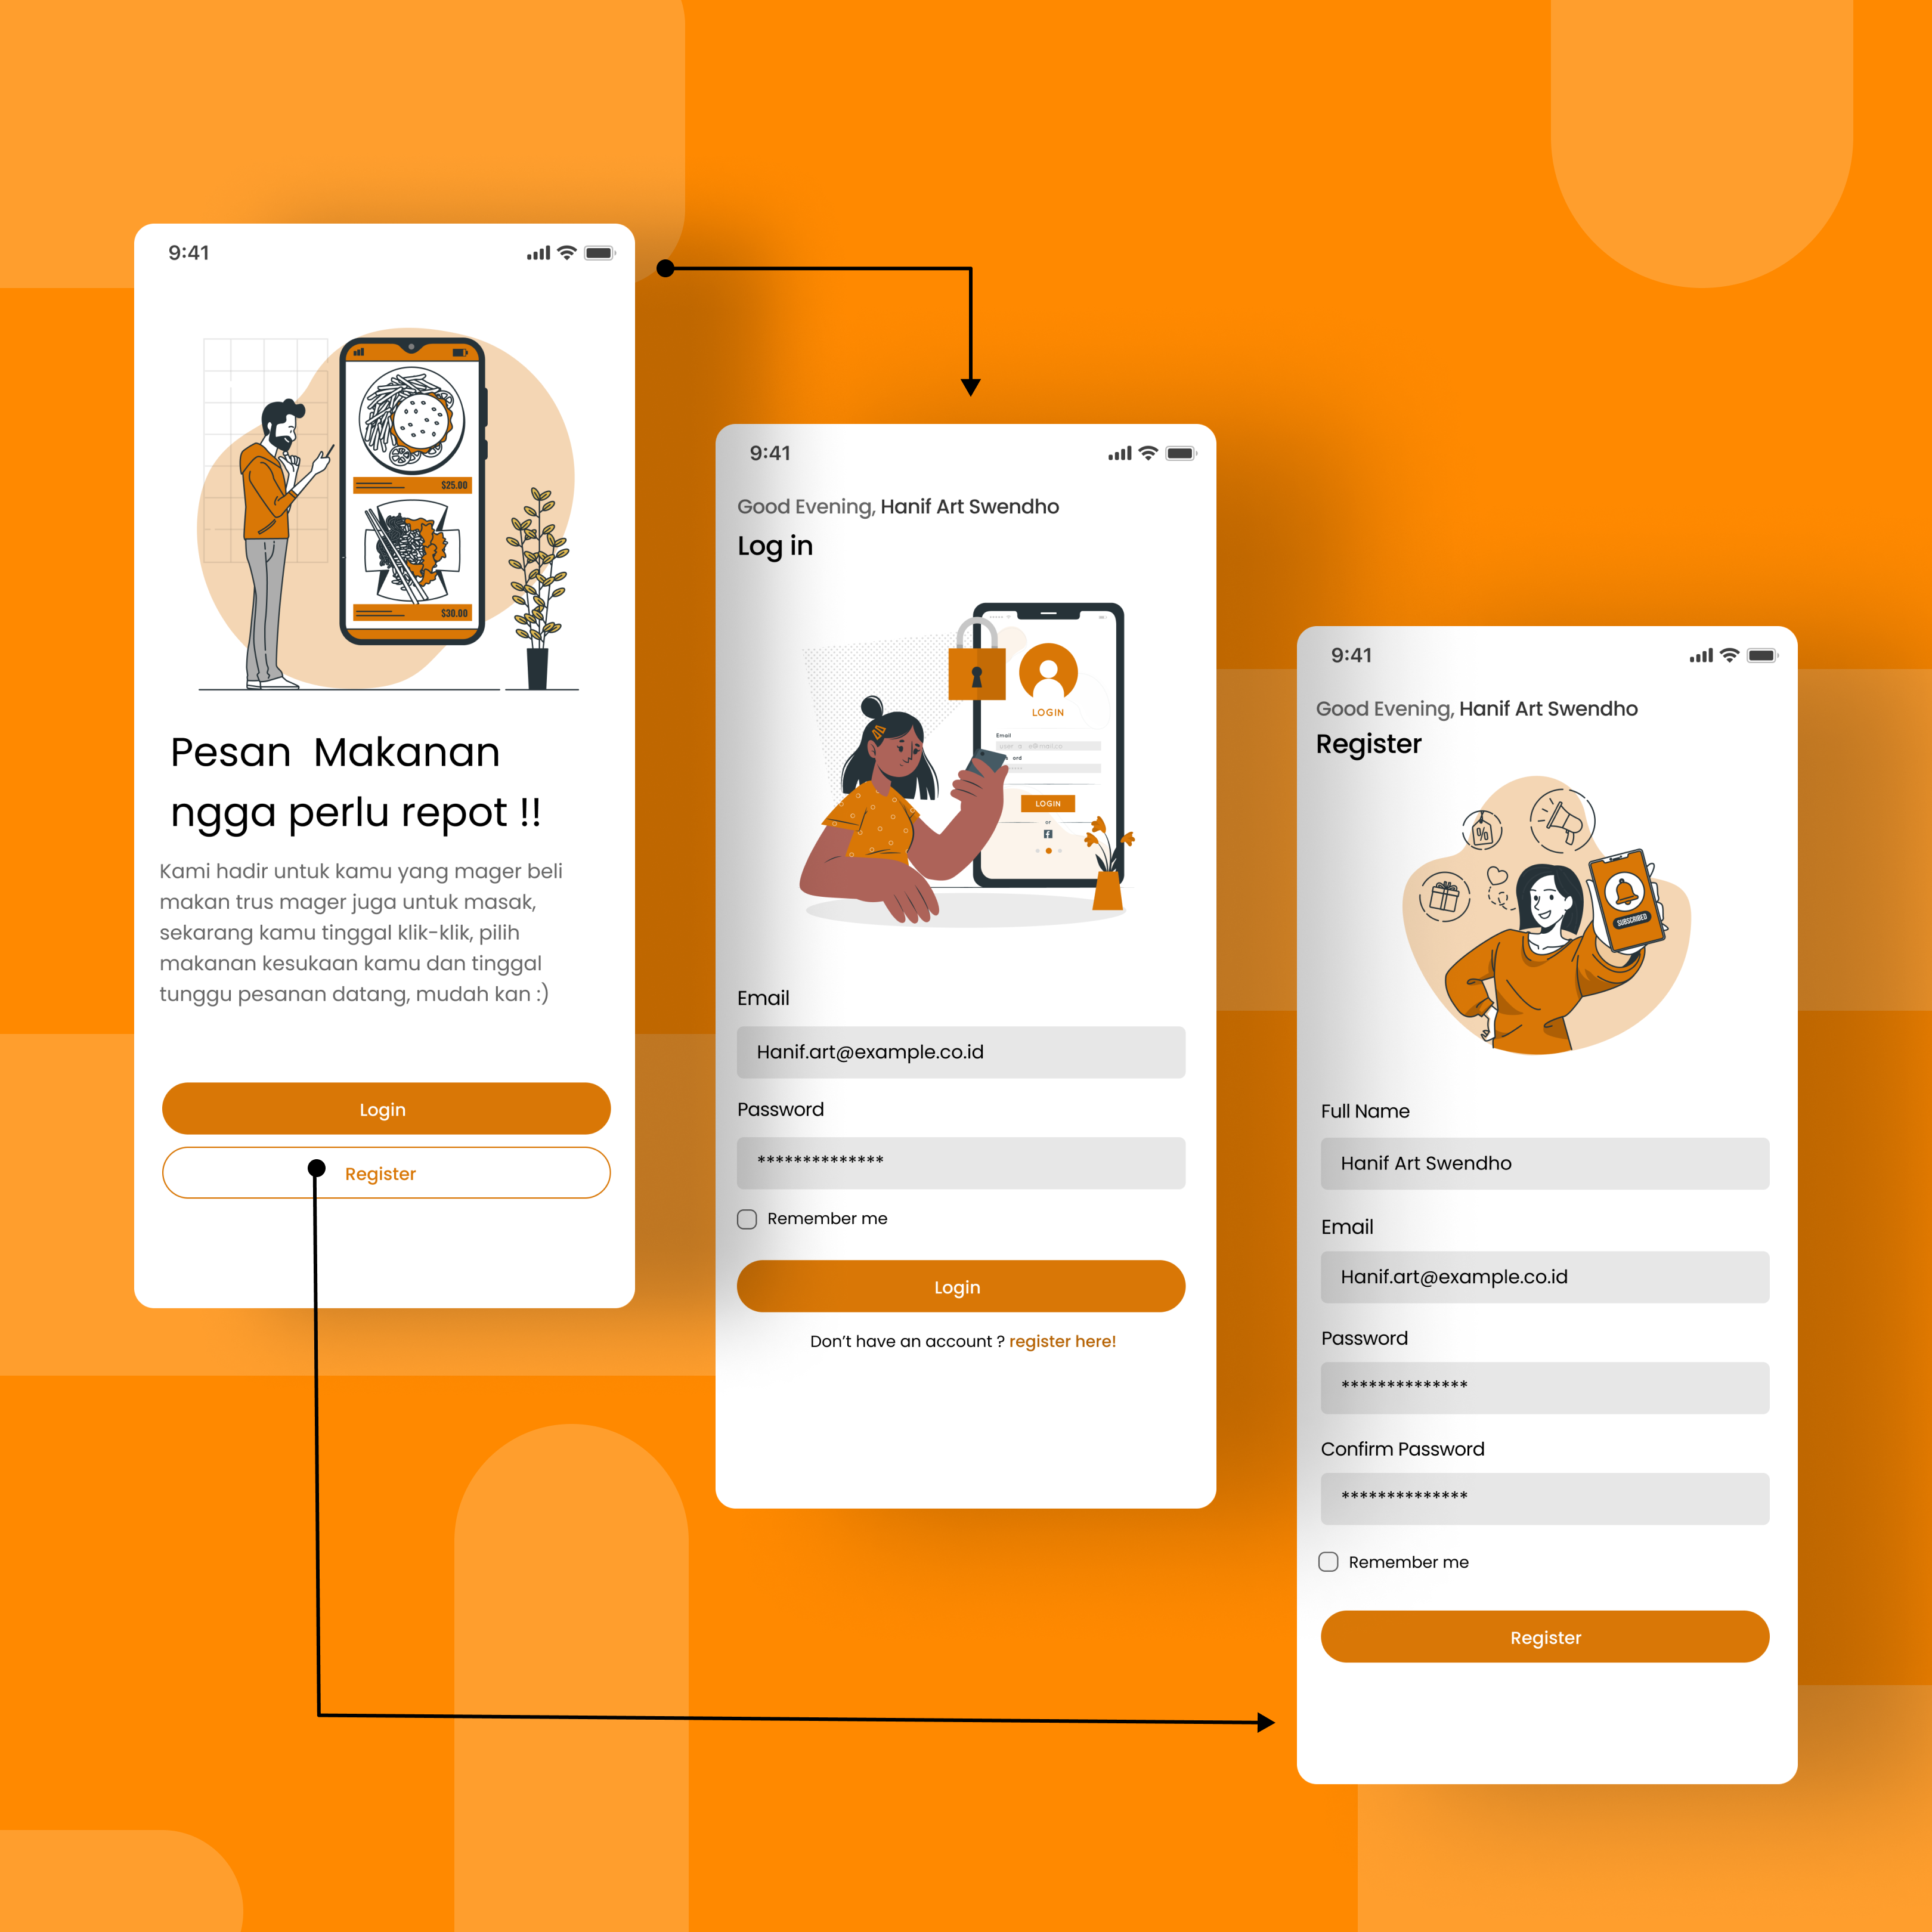 9:41
$25.00
$30.00
Pesan Makanan
ngga perlu repot !!
Kami hadir untuk kamu yang mager beli
makan trus mager juga untuk masak,
sekarang kamu tinggal klik-klik, pilih
makanan kesukaan kamu dan tinggal
tunggu pesanan datang, mudah kan :)
Login
Register
9:41
Good Evening, Hanif Art Swendho
Log in
LOGIN
Email
LOGIN
or
Email
Hanif.art@example.co.id
Password
**************
Remember me
Login
Don't have an account ? register here!
9:41
Good Evening, Hanif Art Swendho
Register
%
SUBSCRIBED
Full Name
Hanif Art Swendho
Email
Hanif.art@example.co.id
Password
**************
Confirm Password
**************
Remember me
Register